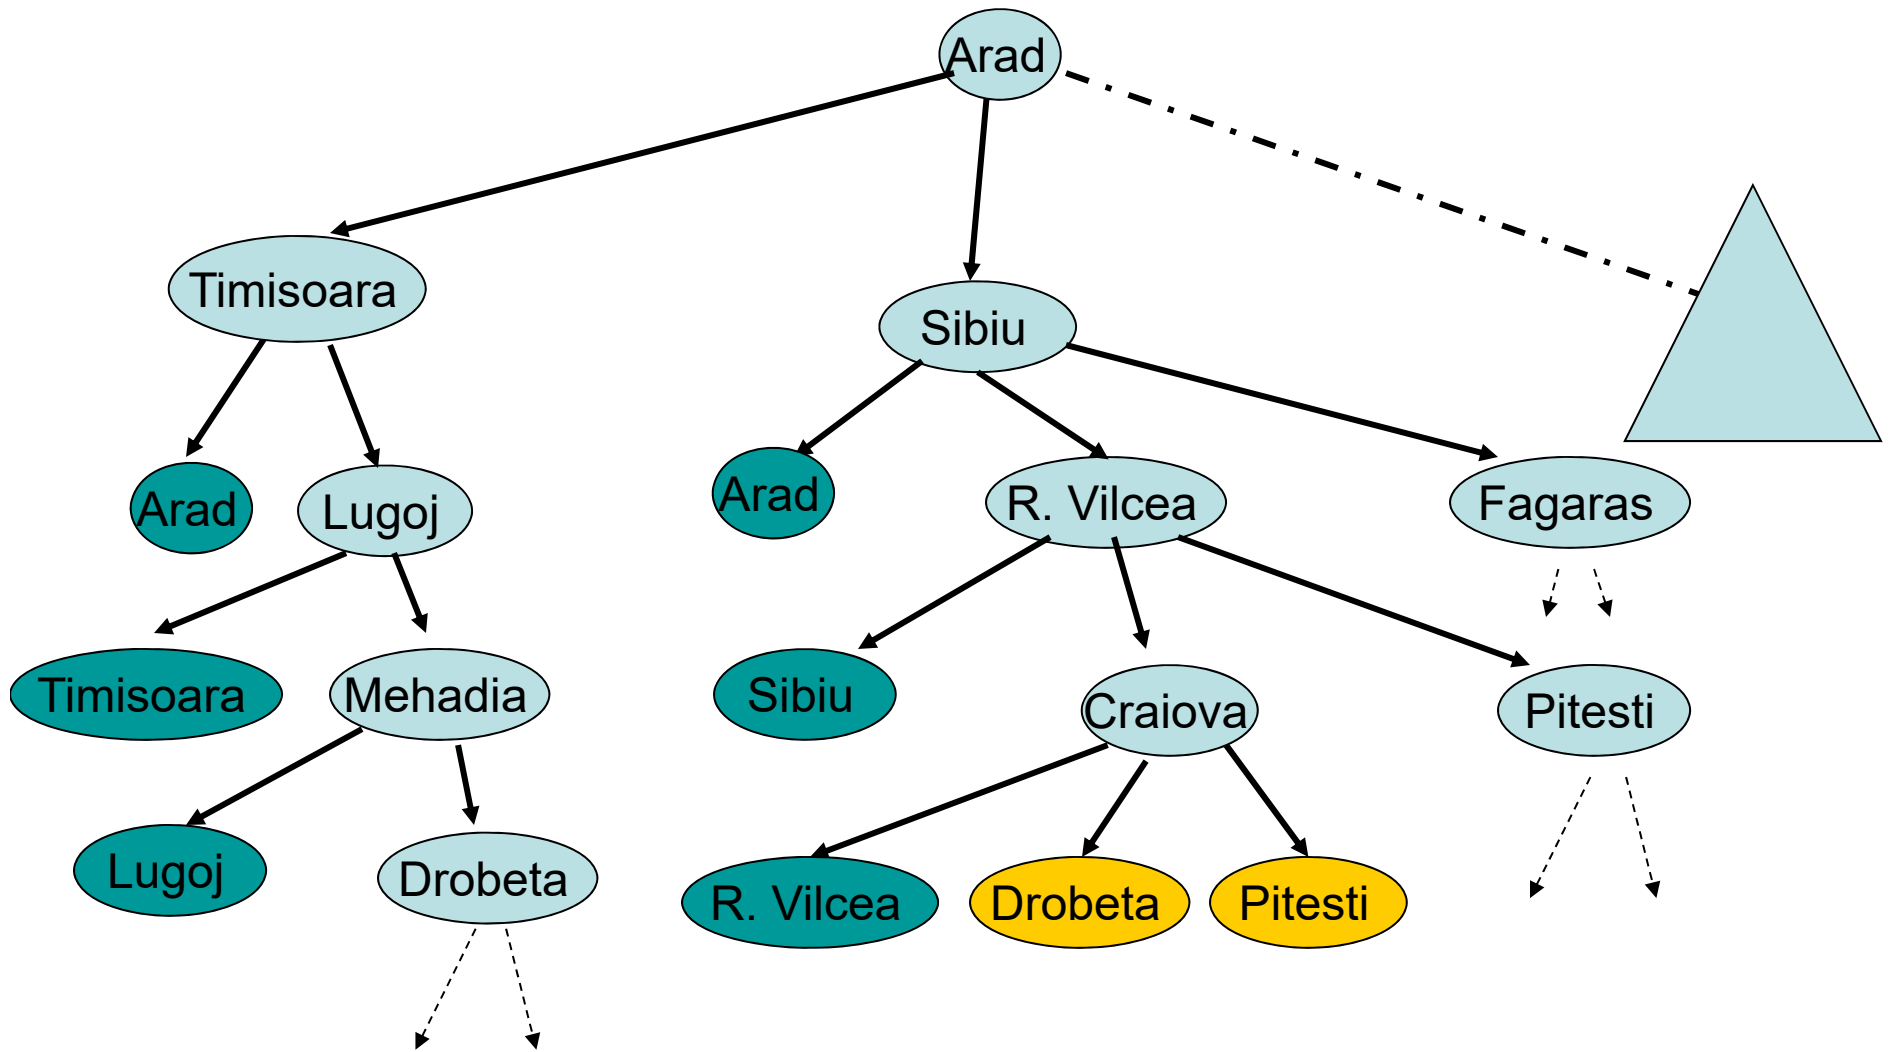 Arad
Timisoara
Sibiu
Arad
Lugoj
Arad
R. Vilcea
Fagaras
Timisoara
Mehadia
Sibiu
Craiova
Pitesti
Lugoj
Drobeta
R. Vilcea
Drobeta
Pitesti